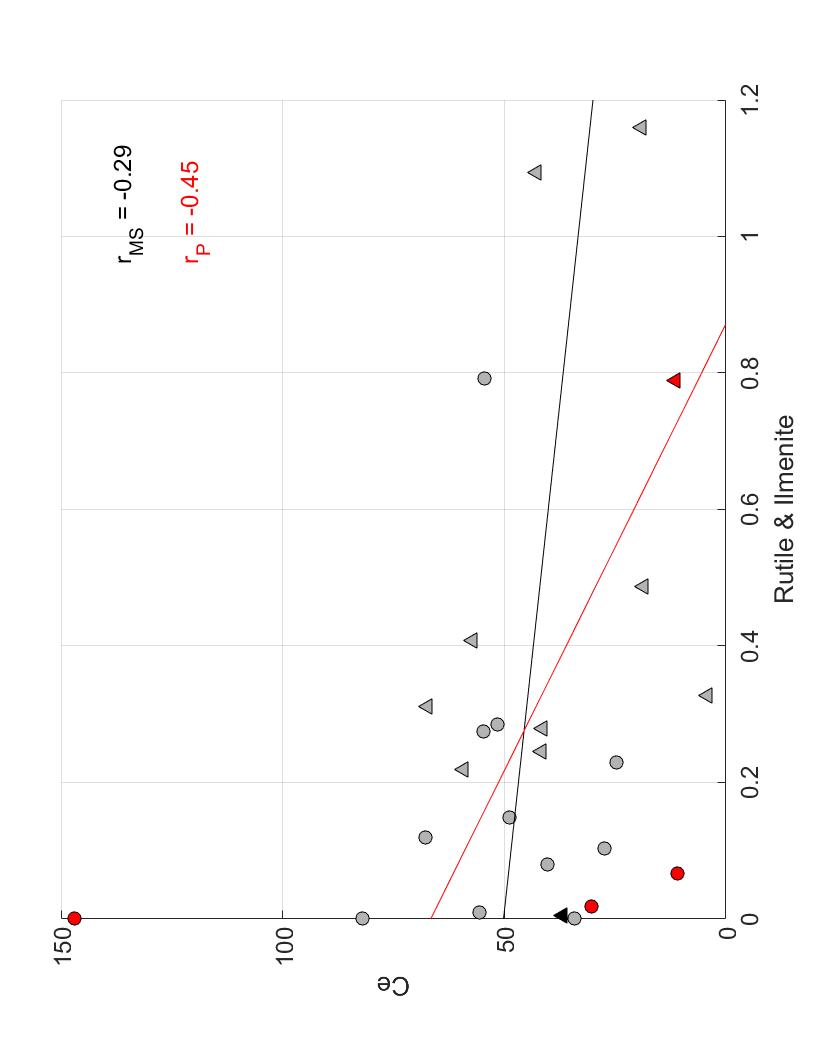 150
100
50
0
Ce
r_MS = -0.29
r_P = -0.45
0 0.2 0.4 0.6 0.8 1 1.2
Rutile & Ilmenite